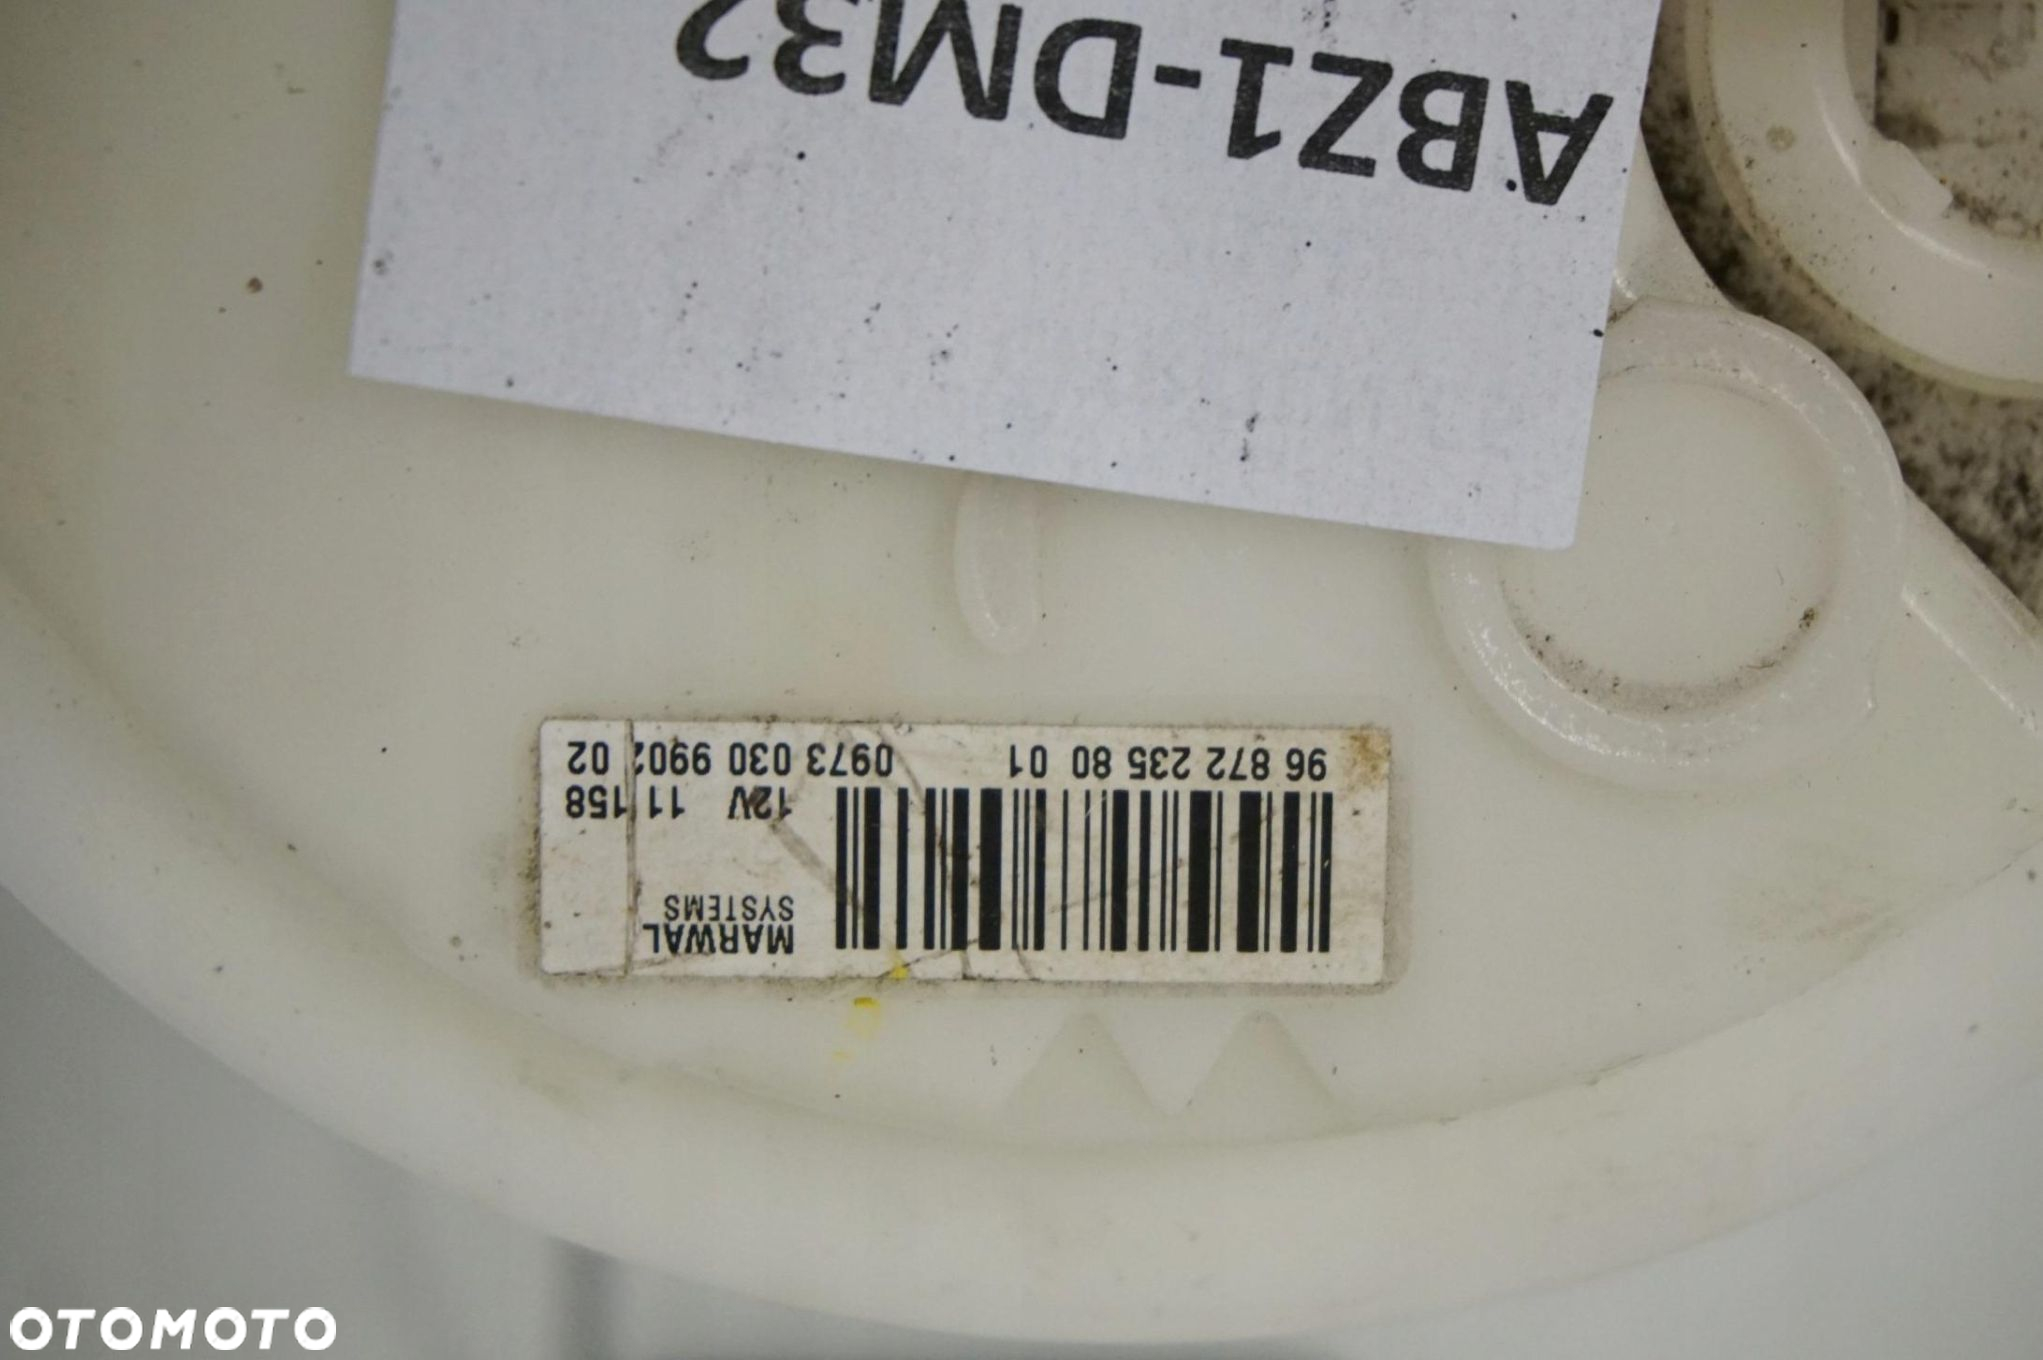 96 872 235 80 01 0973 030 9902 02
12V 11 158
MARWAL
SYSTEMS
ABZ1-DM32
OTOMOTO